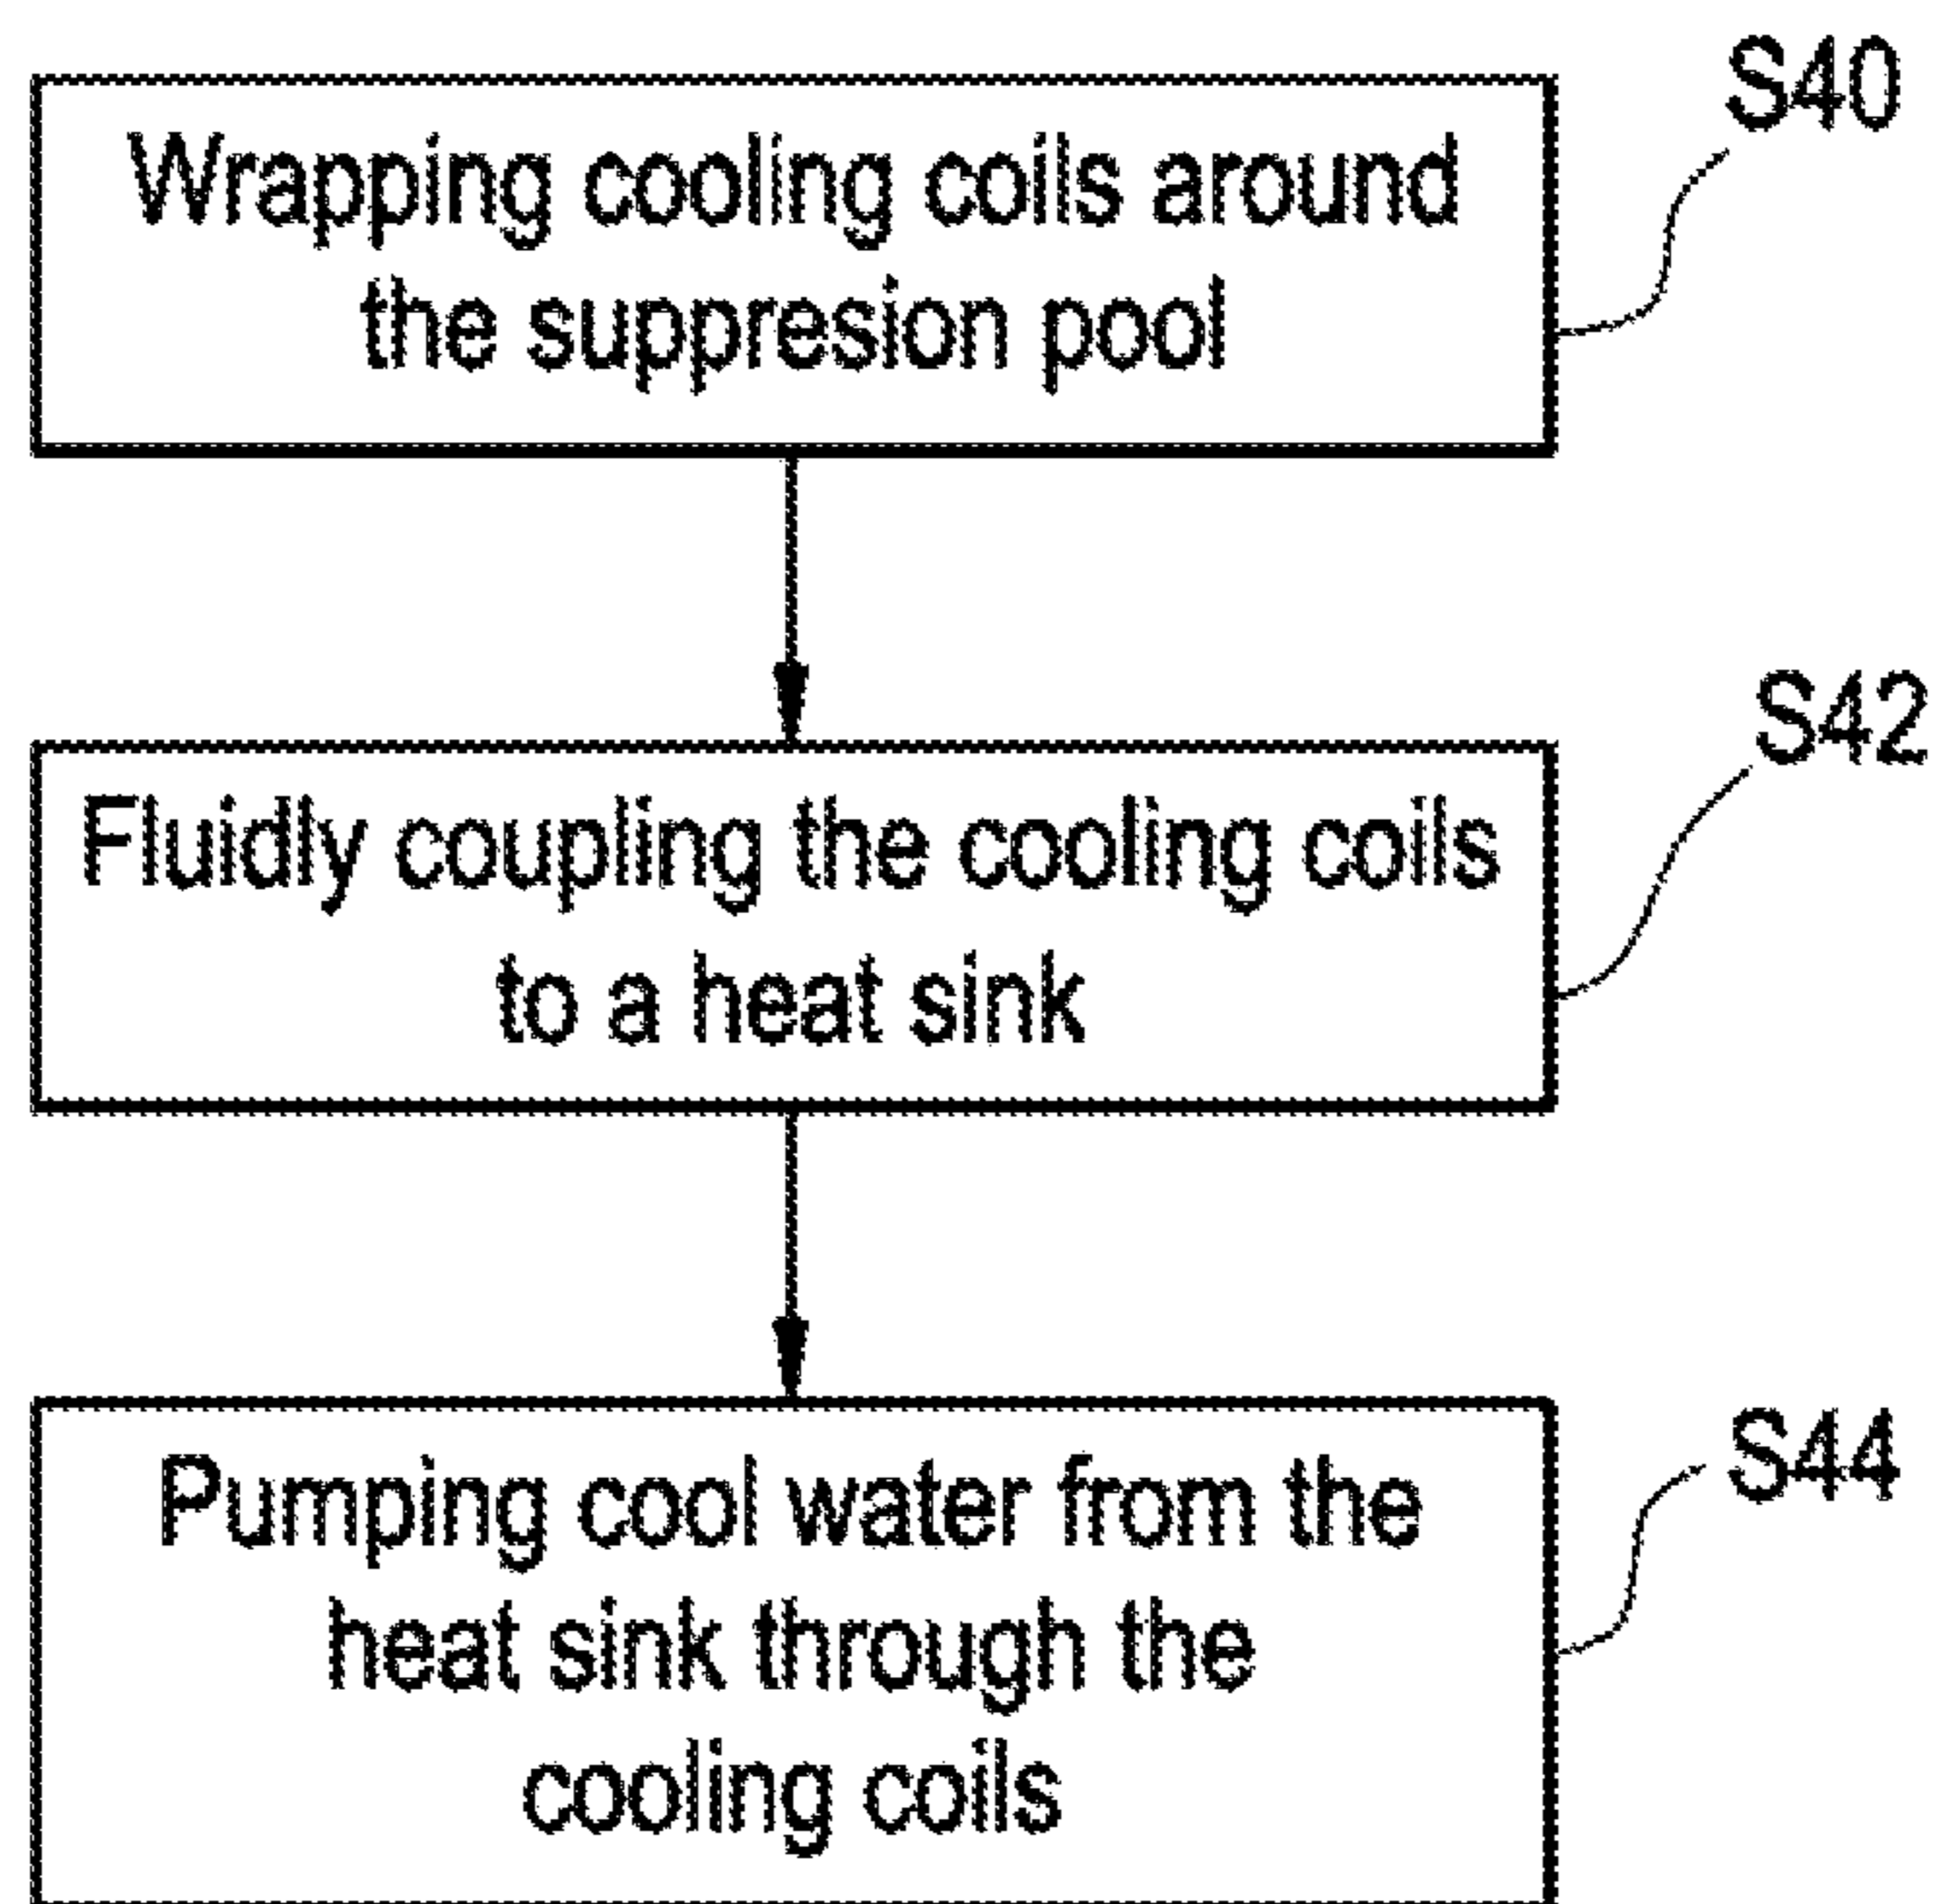 S40
Wrapping cooling coils around
the suppresion pool
S42
Fluidly coupling the cooling coils
to a heat sink
S44
Pumping cool water from the
heat sink through the
cooling coils